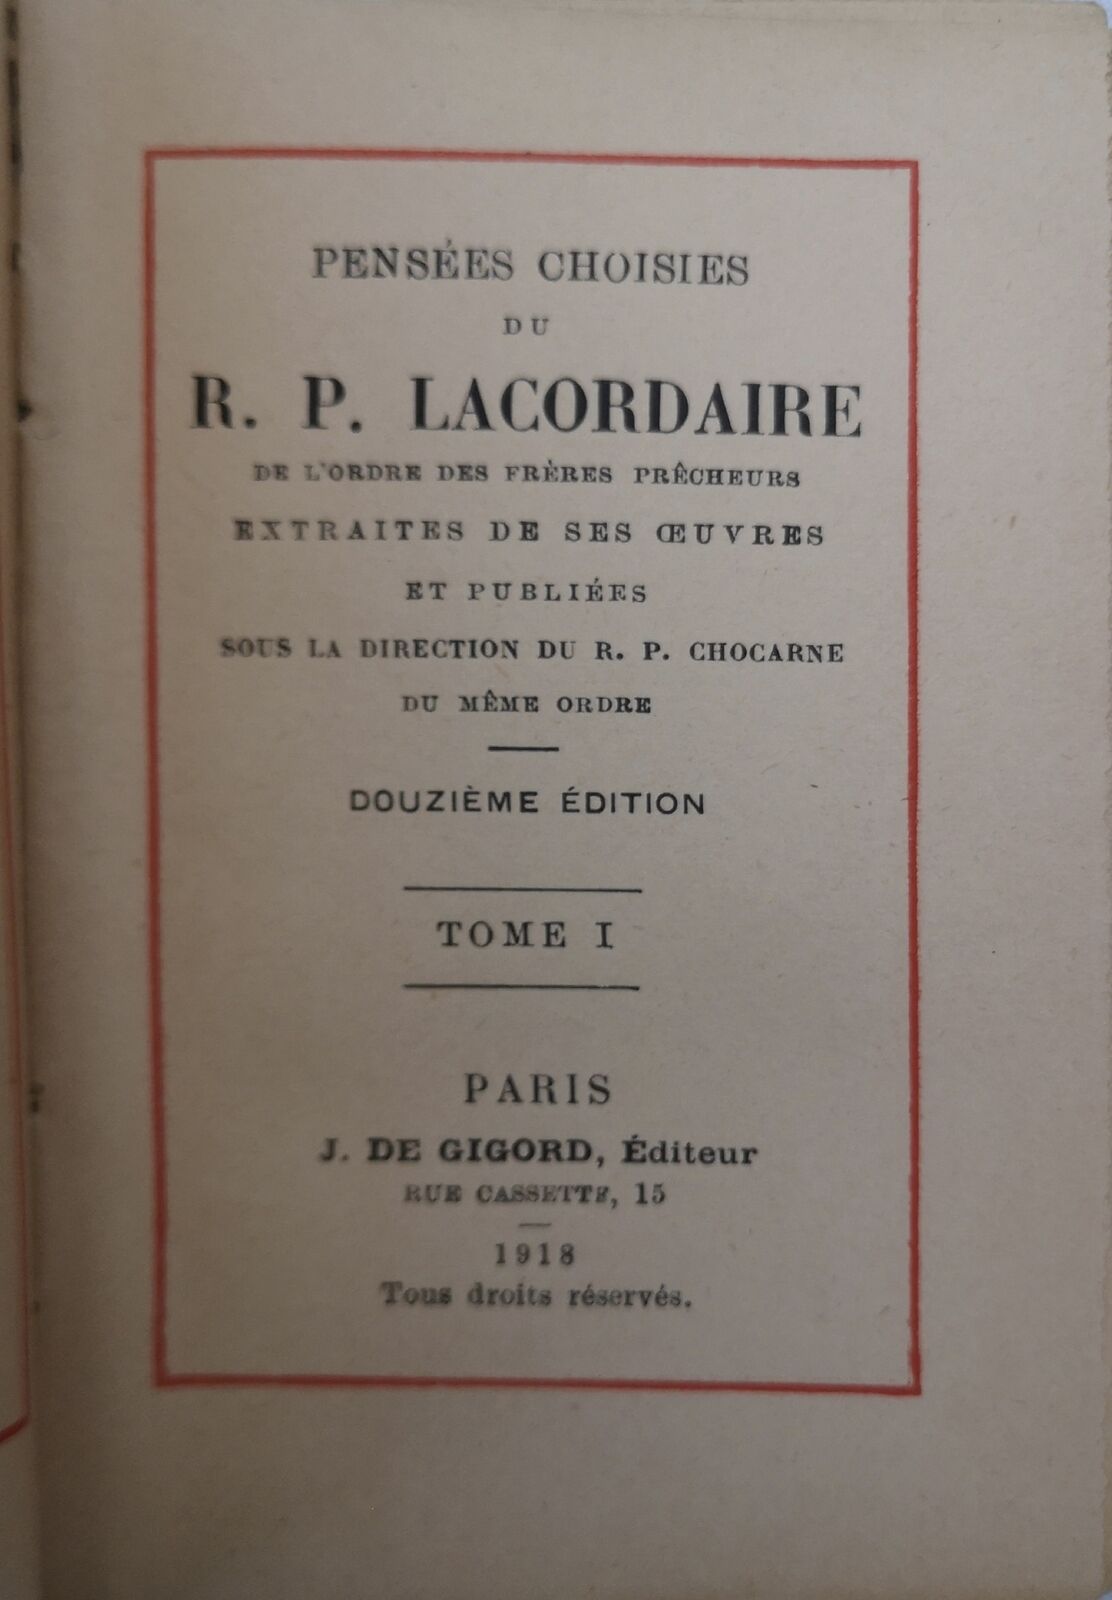 PENSÉES CHOISIES
DU
R. P. LACORDAIRE
DE L'ORDRE DES FRÈRES PRÊCHEURS
EXTRAITES DE SES ŒUVRES
ET PUBLIÉES
SOUS LA DIRECTION DU R. P. CHOCARNE
DU MÊME ORDRE
DOUZIÈME ÉDITION
TOME I
PARIS
J. DE GIGORD, Éditeur
RUE CASSETTE, 15
1918
Tous droits réservés.